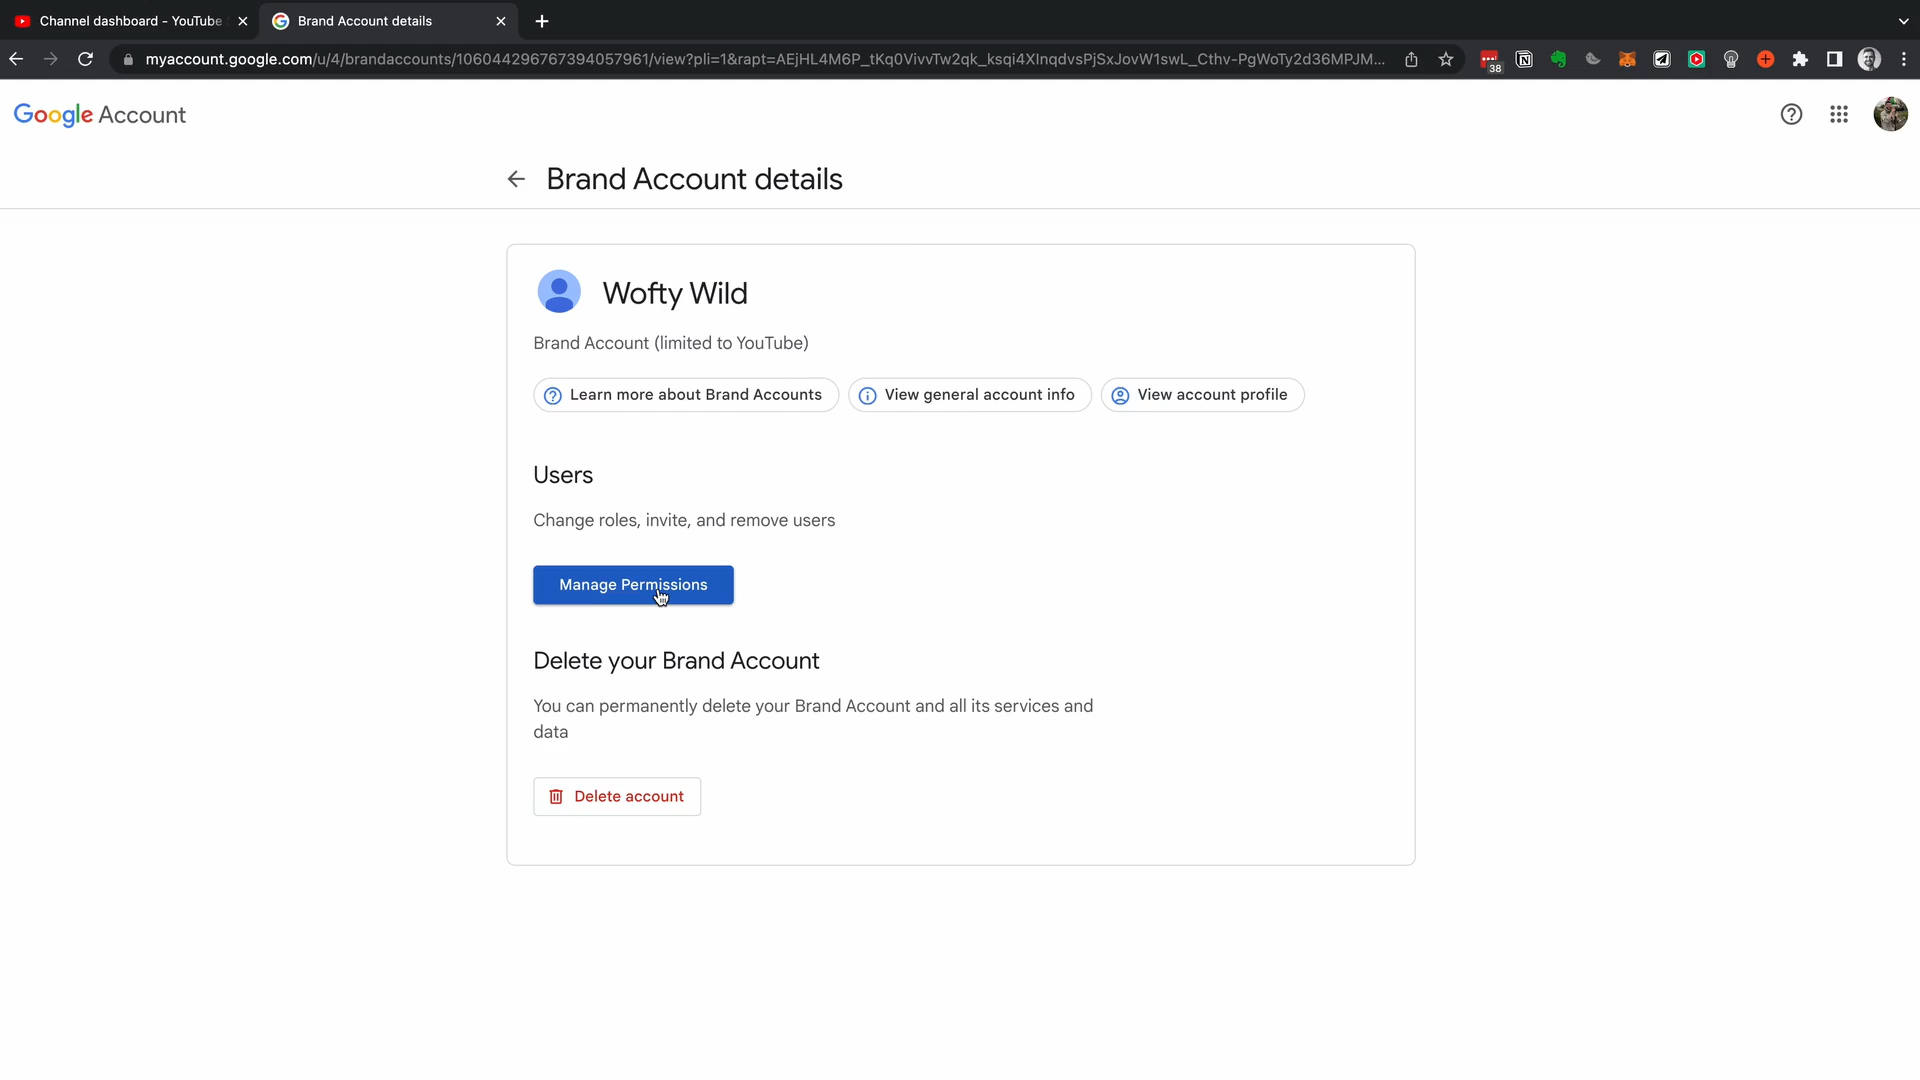 Channel dashboard - YouTube
Brand Account details
myaccount.google.com/u/4/brandaccounts/106044296767394057961/view?pli=1&rapt=AEjHL4M6P_tKq0VivvTw2qk_ksqi4XInqdvsPjSxJovW1swL_Cthv-PgWoTy2d36MPJM...
38
Google Account
Brand Account details
Wofty Wild
Brand Account (limited to YouTube)
Learn more about Brand Accounts
View general account info
View account profile
Users
Change roles, invite, and remove users
Manage Permissions
Delete your Brand Account
You can permanently delete your Brand Account and all its services and
data
Delete account